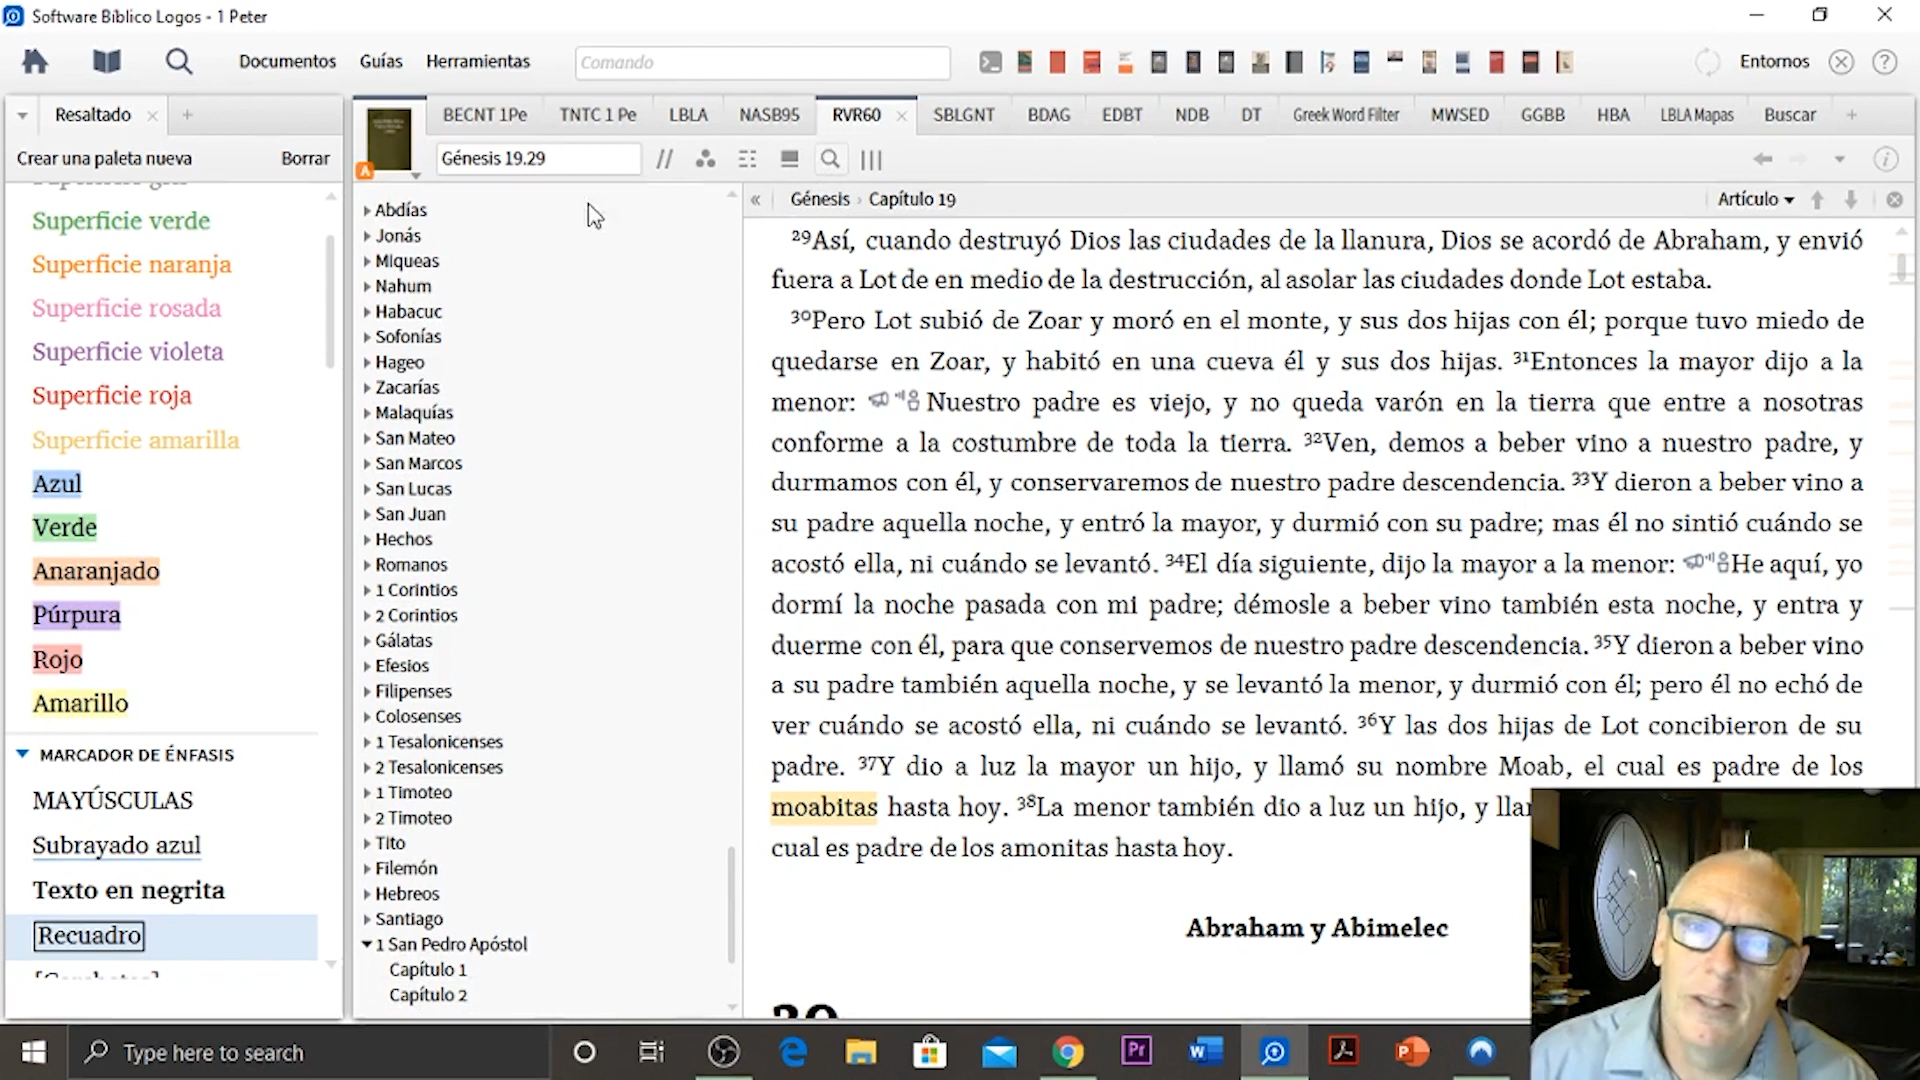 Software Bíblico Logos - 1 Peter
Documentos Guías Herramientas Comando Entornos
Resaltado
BECNT 1Pe TNTC 1 Pe LBLA NASB95 RVR60 SBLGNT BDAG EDBT NDB DT Greek Word Filter MWSED GGBB HBA LBLA Mapas Buscar
Crear una paleta nueva Borrar
Génesis 19.29
Génesis › Capítulo 19 Artículo
Superficie verde
Superficie naranja
Superficie rosada
Superficie violeta
Superficie roja
Superficie amarilla
Azul
Verde
Anaranjado
Púrpura
Rojo
Amarillo
MARCADOR DE ÉNFASIS
MAYÚSCULAS
Subrayado azul
Texto en negrita
Recuadro
Abdías
Jonás
Miqueas
Nahum
Habacuc
Sofonías
Hageo
Zacarías
Malaquías
San Mateo
San Marcos
San Lucas
San Juan
Hechos
Romanos
1 Corintios
2 Corintios
Gálatas
Efesios
Filipenses
Colosenses
1 Tesalonicenses
2 Tesalonicenses
1 Timoteo
2 Timoteo
Tito
Filemón
Hebreos
Santiago
1 San Pedro Apóstol
Capítulo 1
Capítulo 2
29Así, cuando destruyó Dios las ciudades de la llanura, Dios se acordó de Abraham, y envió
fuera a Lot de en medio de la destrucción, al asolar las ciudades donde Lot estaba.
30Pero Lot subió de Zoar y moró en el monte, y sus dos hijas con él; porque tuvo miedo de
quedarse en Zoar, y habitó en una cueva él y sus dos hijas. 31Entonces la mayor dijo a la
menor: Nuestro padre es viejo, y no queda varón en la tierra que entre a nosotras
conforme a la costumbre de toda la tierra. 32Ven, demos a beber vino a nuestro padre, y
durmamos con él, y conservaremos de nuestro padre descendencia. 33Y dieron a beber vino a
su padre aquella noche, y entró la mayor, y durmió con su padre; mas él no sintió cuándo se
acostó ella, ni cuándo se levantó. 34El día siguiente, dijo la mayor a la menor: He aquí, yo
dormí la noche pasada con mi padre; démosle a beber vino también esta noche, y entra y
duerme con él, para que conservemos de nuestro padre descendencia. 35Y dieron a beber vino
a su padre también aquella noche, y se levantó la menor, y durmió con él; pero él no echó de
ver cuándo se acostó ella, ni cuándo se levantó. 36Y las dos hijas de Lot concibieron de su
padre. 37Y dio a luz la mayor un hijo, y llamó su nombre Moab, el cual es padre de los
moabitas hasta hoy. 38La menor también dio a luz un hijo, y
cual es padre de los amonitas hasta hoy.
Abraham y Abimelec
Type here to search